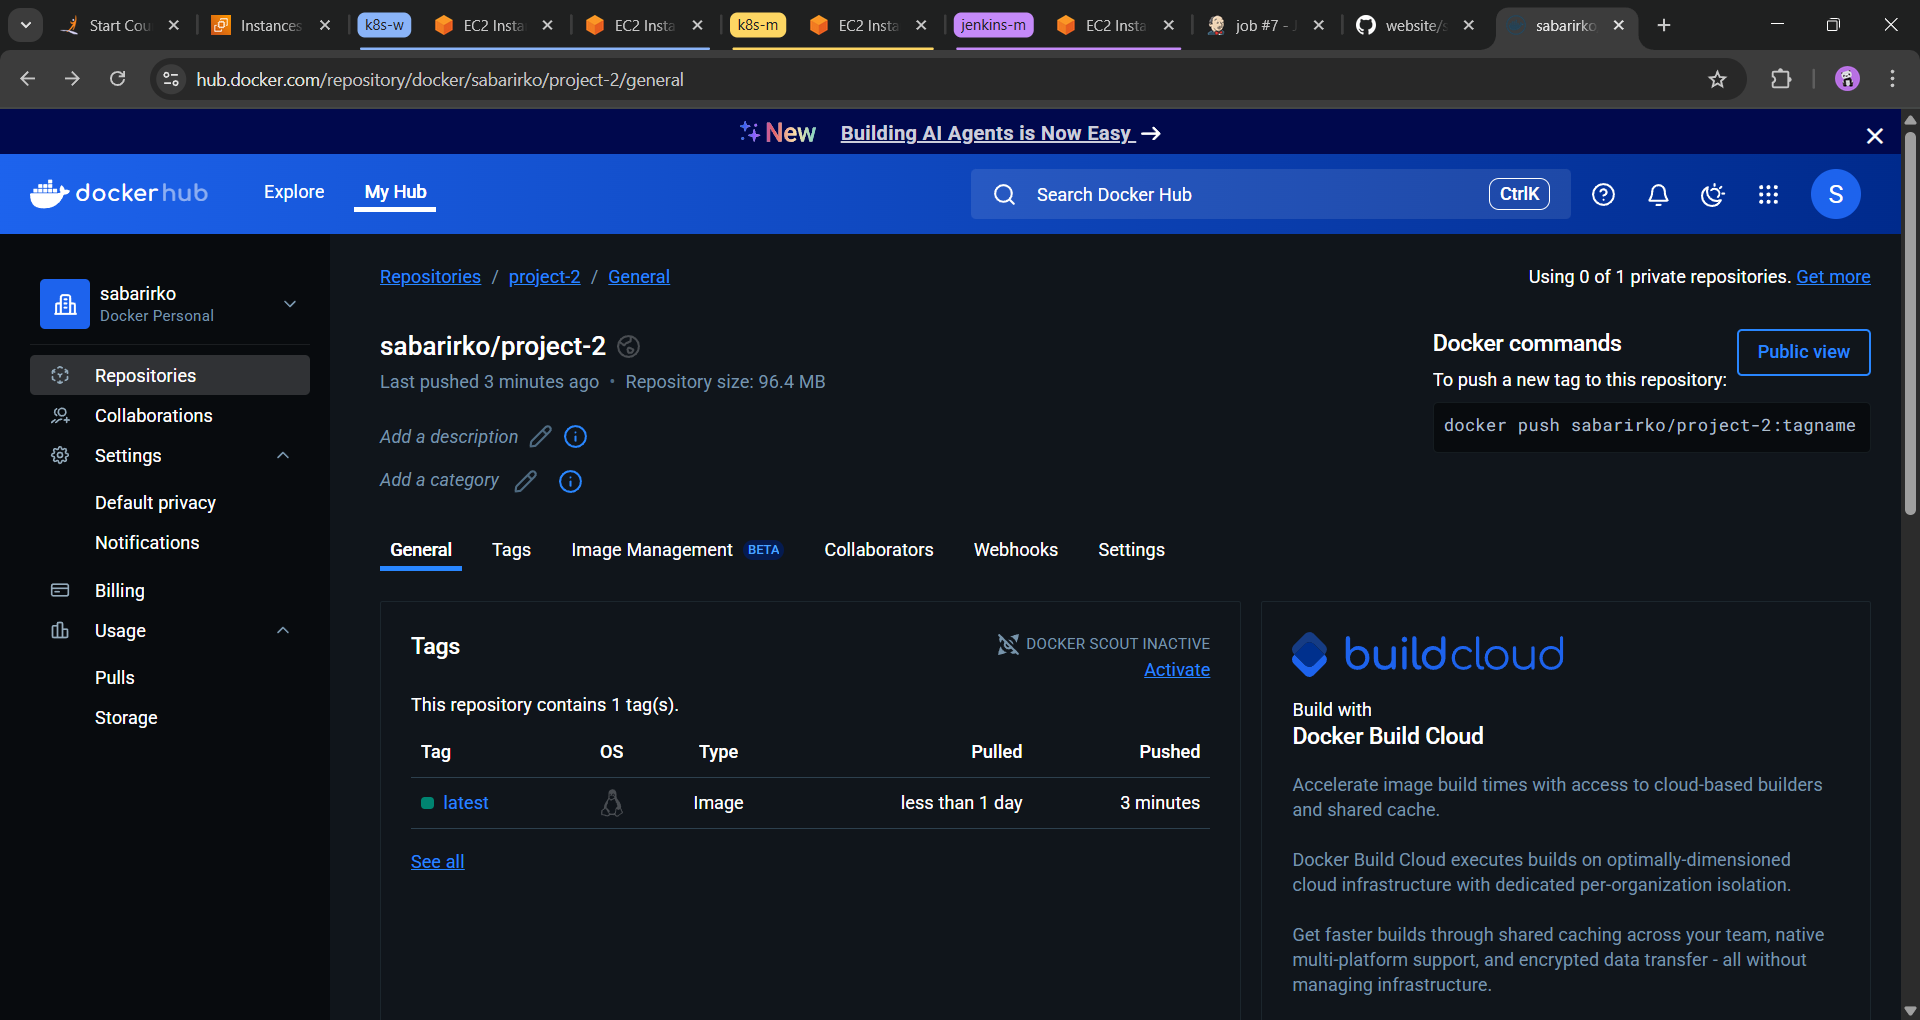 Start Cou
Instances
k8s-w
EC2 Insta
EC2 Insta
k8s-m
EC2 Insta
jenkins-m
EC2 Insta
job #7 - J
website/s
sabarirko
hub.docker.com/repository/docker/sabarirko/project-2/general
New Building AI Agents is Now Easy →
dockerhub
Explore
My Hub
Search Docker Hub
CtrlK
S
sabarirko
Docker Personal
Repositories
Collaborations
Settings
Default privacy
Notifications
Billing
Usage
Pulls
Storage
Repositories / project-2 / General
Using 0 of 1 private repositories. Get more
sabarirko/project-2
Last pushed 3 minutes ago • Repository size: 96.4 MB
Add a description
Add a category
Docker commands
Public view
To push a new tag to this repository:
docker push sabarirko/project-2:tagname
General
Tags
Image Management BETA
Collaborators
Webhooks
Settings
Tags
DOCKER SCOUT INACTIVE
Activate
This repository contains 1 tag(s).
Tag OS Type Pulled Pushed
latest Image less than 1 day 3 minutes
See all
buildcloud
Build with
Docker Build Cloud
Accelerate image build times with access to cloud-based builders
and shared cache.
Docker Build Cloud executes builds on optimally-dimensioned
cloud infrastructure with dedicated per-organization isolation.
Get faster builds through shared caching across your team, native
multi-platform support, and encrypted data transfer - all without
managing infrastructure.